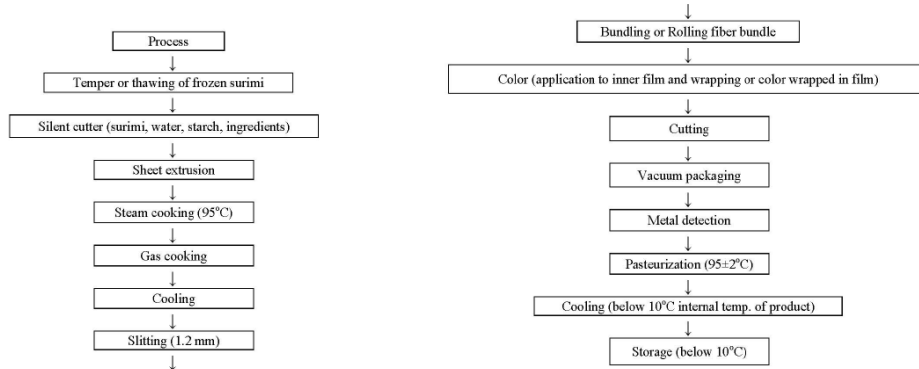 Process
Temper or thawing of frozen surimi
Silent cutter (surimi, water, starch, ingredients)
Sheet extrusion
Steam cooking (95°C)
Gas cooking
Cooling
Slitting (1.2 mm)
Bundling or Rolling fiber bundle
Color (application to inner film and wrapping or color wrapped in film)
Cutting
Vacuum packaging
Metal detection
Pasteurization (95±2°C)
Cooling (below 10°C internal temp. of product)
Storage (below 10°C)